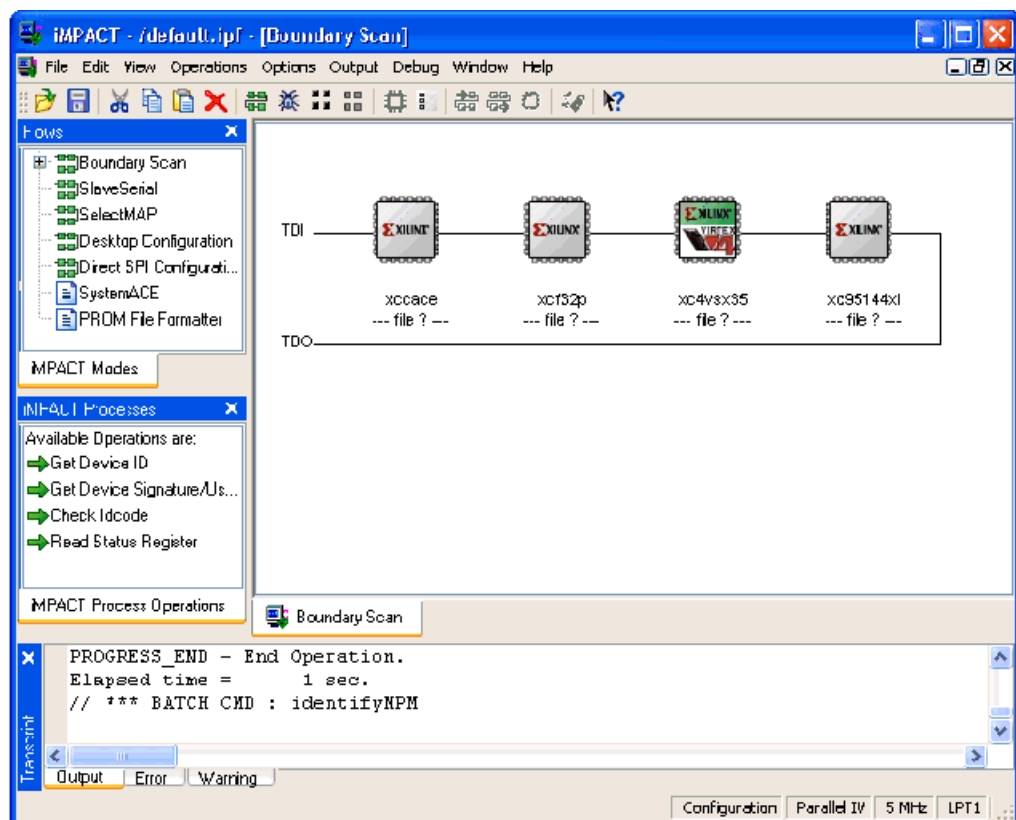 iMPACT - /default.ipf - [Boundary Scan]
File Edit View Operations Options Output Debug Window Help
Flows
Boundary Scan
SlaveSerial
SelectMAP
Desktop Configuration
Direct SPI Configurati...
SystemACE
PROM File Formatter
iMPACT Modes
iMPACT Processes
Available Operations are:
Get Device ID
Get Device Signature/Us...
Check Idcode
Read Status Register
iMPACT Process Operations
TDI
XILINX
XILINX
XILINX
VIRTEX
4
XILINX
xccace
xcf32p
xc4vsx35
xc95144xl
--- file ? ---
--- file ? ---
--- file ? ---
--- file ? ---
TDO
Boundary Scan
PROGRESS_END - End Operation.
Elapsed time = 1 sec.
// *** BATCH CMD : identifyMPM
Transcript
Output Error Warning
Configuration Parallel IV 5 MHz LPT1